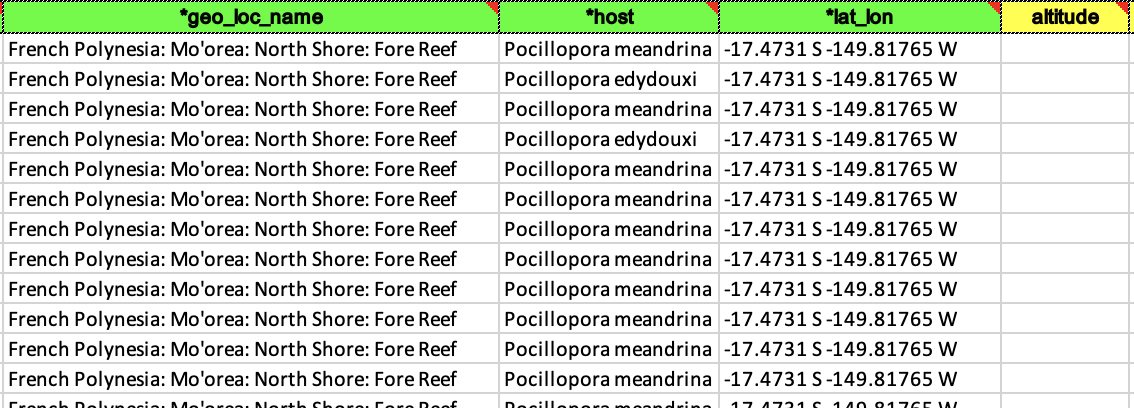 *geo_loc_name *host *lat_lon altitude
French Polynesia: Mo'orea: North Shore: Fore Reef Pocillopora meandrina -17.4731 S -149.81765 W
French Polynesia: Mo'orea: North Shore: Fore Reef Pocillopora edydouxi -17.4731 S -149.81765 W
French Polynesia: Mo'orea: North Shore: Fore Reef Pocillopora meandrina -17.4731 S -149.81765 W
French Polynesia: Mo'orea: North Shore: Fore Reef Pocillopora edydouxi -17.4731 S -149.81765 W
French Polynesia: Mo'orea: North Shore: Fore Reef Pocillopora meandrina -17.4731 S -149.81765 W
French Polynesia: Mo'orea: North Shore: Fore Reef Pocillopora meandrina -17.4731 S -149.81765 W
French Polynesia: Mo'orea: North Shore: Fore Reef Pocillopora meandrina -17.4731 S -149.81765 W
French Polynesia: Mo'orea: North Shore: Fore Reef Pocillopora meandrina -17.4731 S -149.81765 W
French Polynesia: Mo'orea: North Shore: Fore Reef Pocillopora meandrina -17.4731 S -149.81765 W
French Polynesia: Mo'orea: North Shore: Fore Reef Pocillopora meandrina -17.4731 S -149.81765 W
French Polynesia: Mo'orea: North Shore: Fore Reef Pocillopora meandrina -17.4731 S -149.81765 W
French Polynesia: Mo'orea: North Shore: Fore Reef Pocillopora meandrina -17.4731 S -149.81765 W